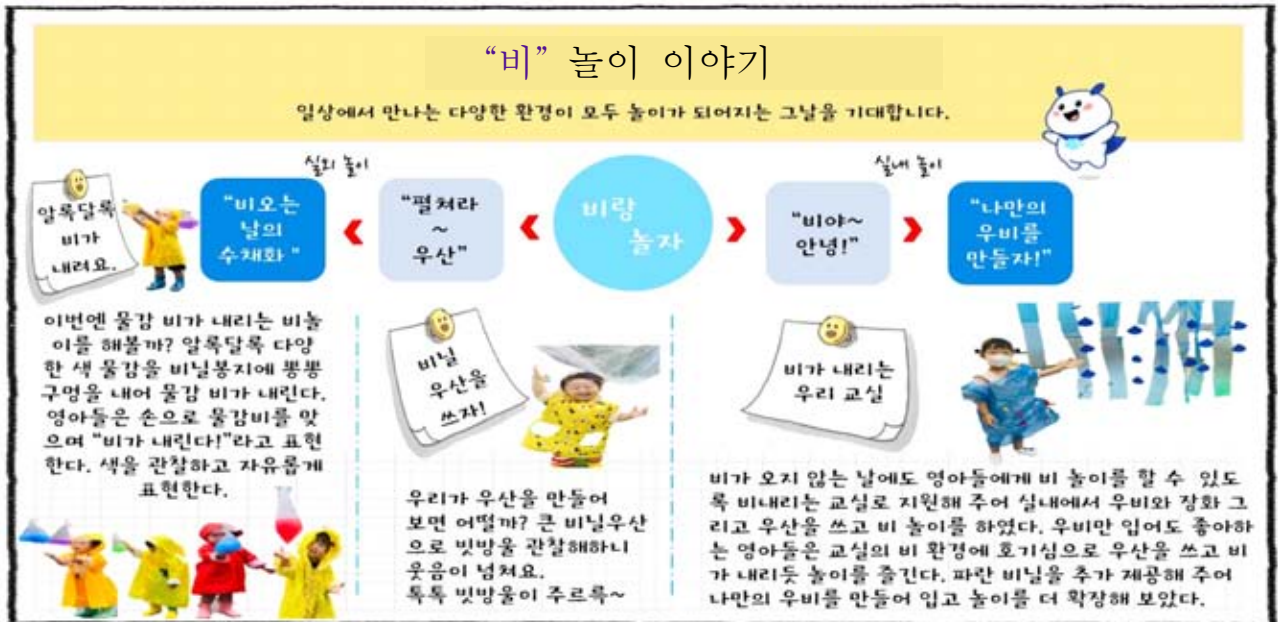 “비” 놀이 이야기
일상에서 만나는 다양한 환경이 모두 놀이가 되어지는 그날을 기대합니다.
실외 놀이
실내 놀이
알록달록
비가
내려요.
“비오는
날의
수채화 ”
“펼쳐라
~
우산”
비랑
놀자
“비야~
안녕!”
“나만의
우비를
만들자!”
이번엔 물감 비가 내리는 비놀
이를 해볼까? 알록달록 다양
한 색 물감을 비닐봉지에 뽕뽕
구멍을 내어 물감 비가 내린다.
영아들은 손으로 물감비를 맞
으며 “비가 내린다!”라고 표현
한다. 색을 관찰하고 자유롭게
표현한다.
비닐
우산을
쓰자!
우리가 우산을 만들어
보면 어떨까? 큰 비닐우산
으로 빗방울 관찰해하니
웃음이 넘쳐요.
톡톡 빗방울이 주르륵~
비가 내리는
우리 교실
비가 오지 않는 날에도 영아들에게 비 놀이를 할 수 있도
록 비내리는 교실로 지원해 주어 실내에서 우비와 장화 그
리고 우산을 쓰고 비 놀이를 하였다. 우비만 입어도 좋아하
는 영아들은 교실의 비 환경에 호기심으로 우산을 쓰고 비
가 내리듯 놀이를 즐긴다. 파란 비닐을 추가 제공해 주어
나만의 우비를 만들어 입고 놀이를 더 확장해 보았다.